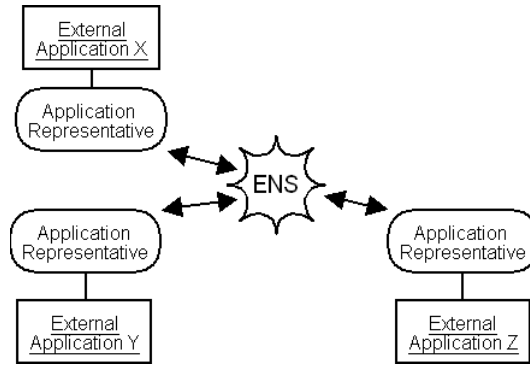 External
Application X
Application
Representative
ENS
Application
Representative
External
Application Y
Application
Representative
External
Application Z